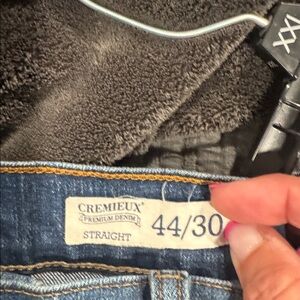 XXL
CREMIEUX
PREMIUM DENIM
STRAIGHT 44/30